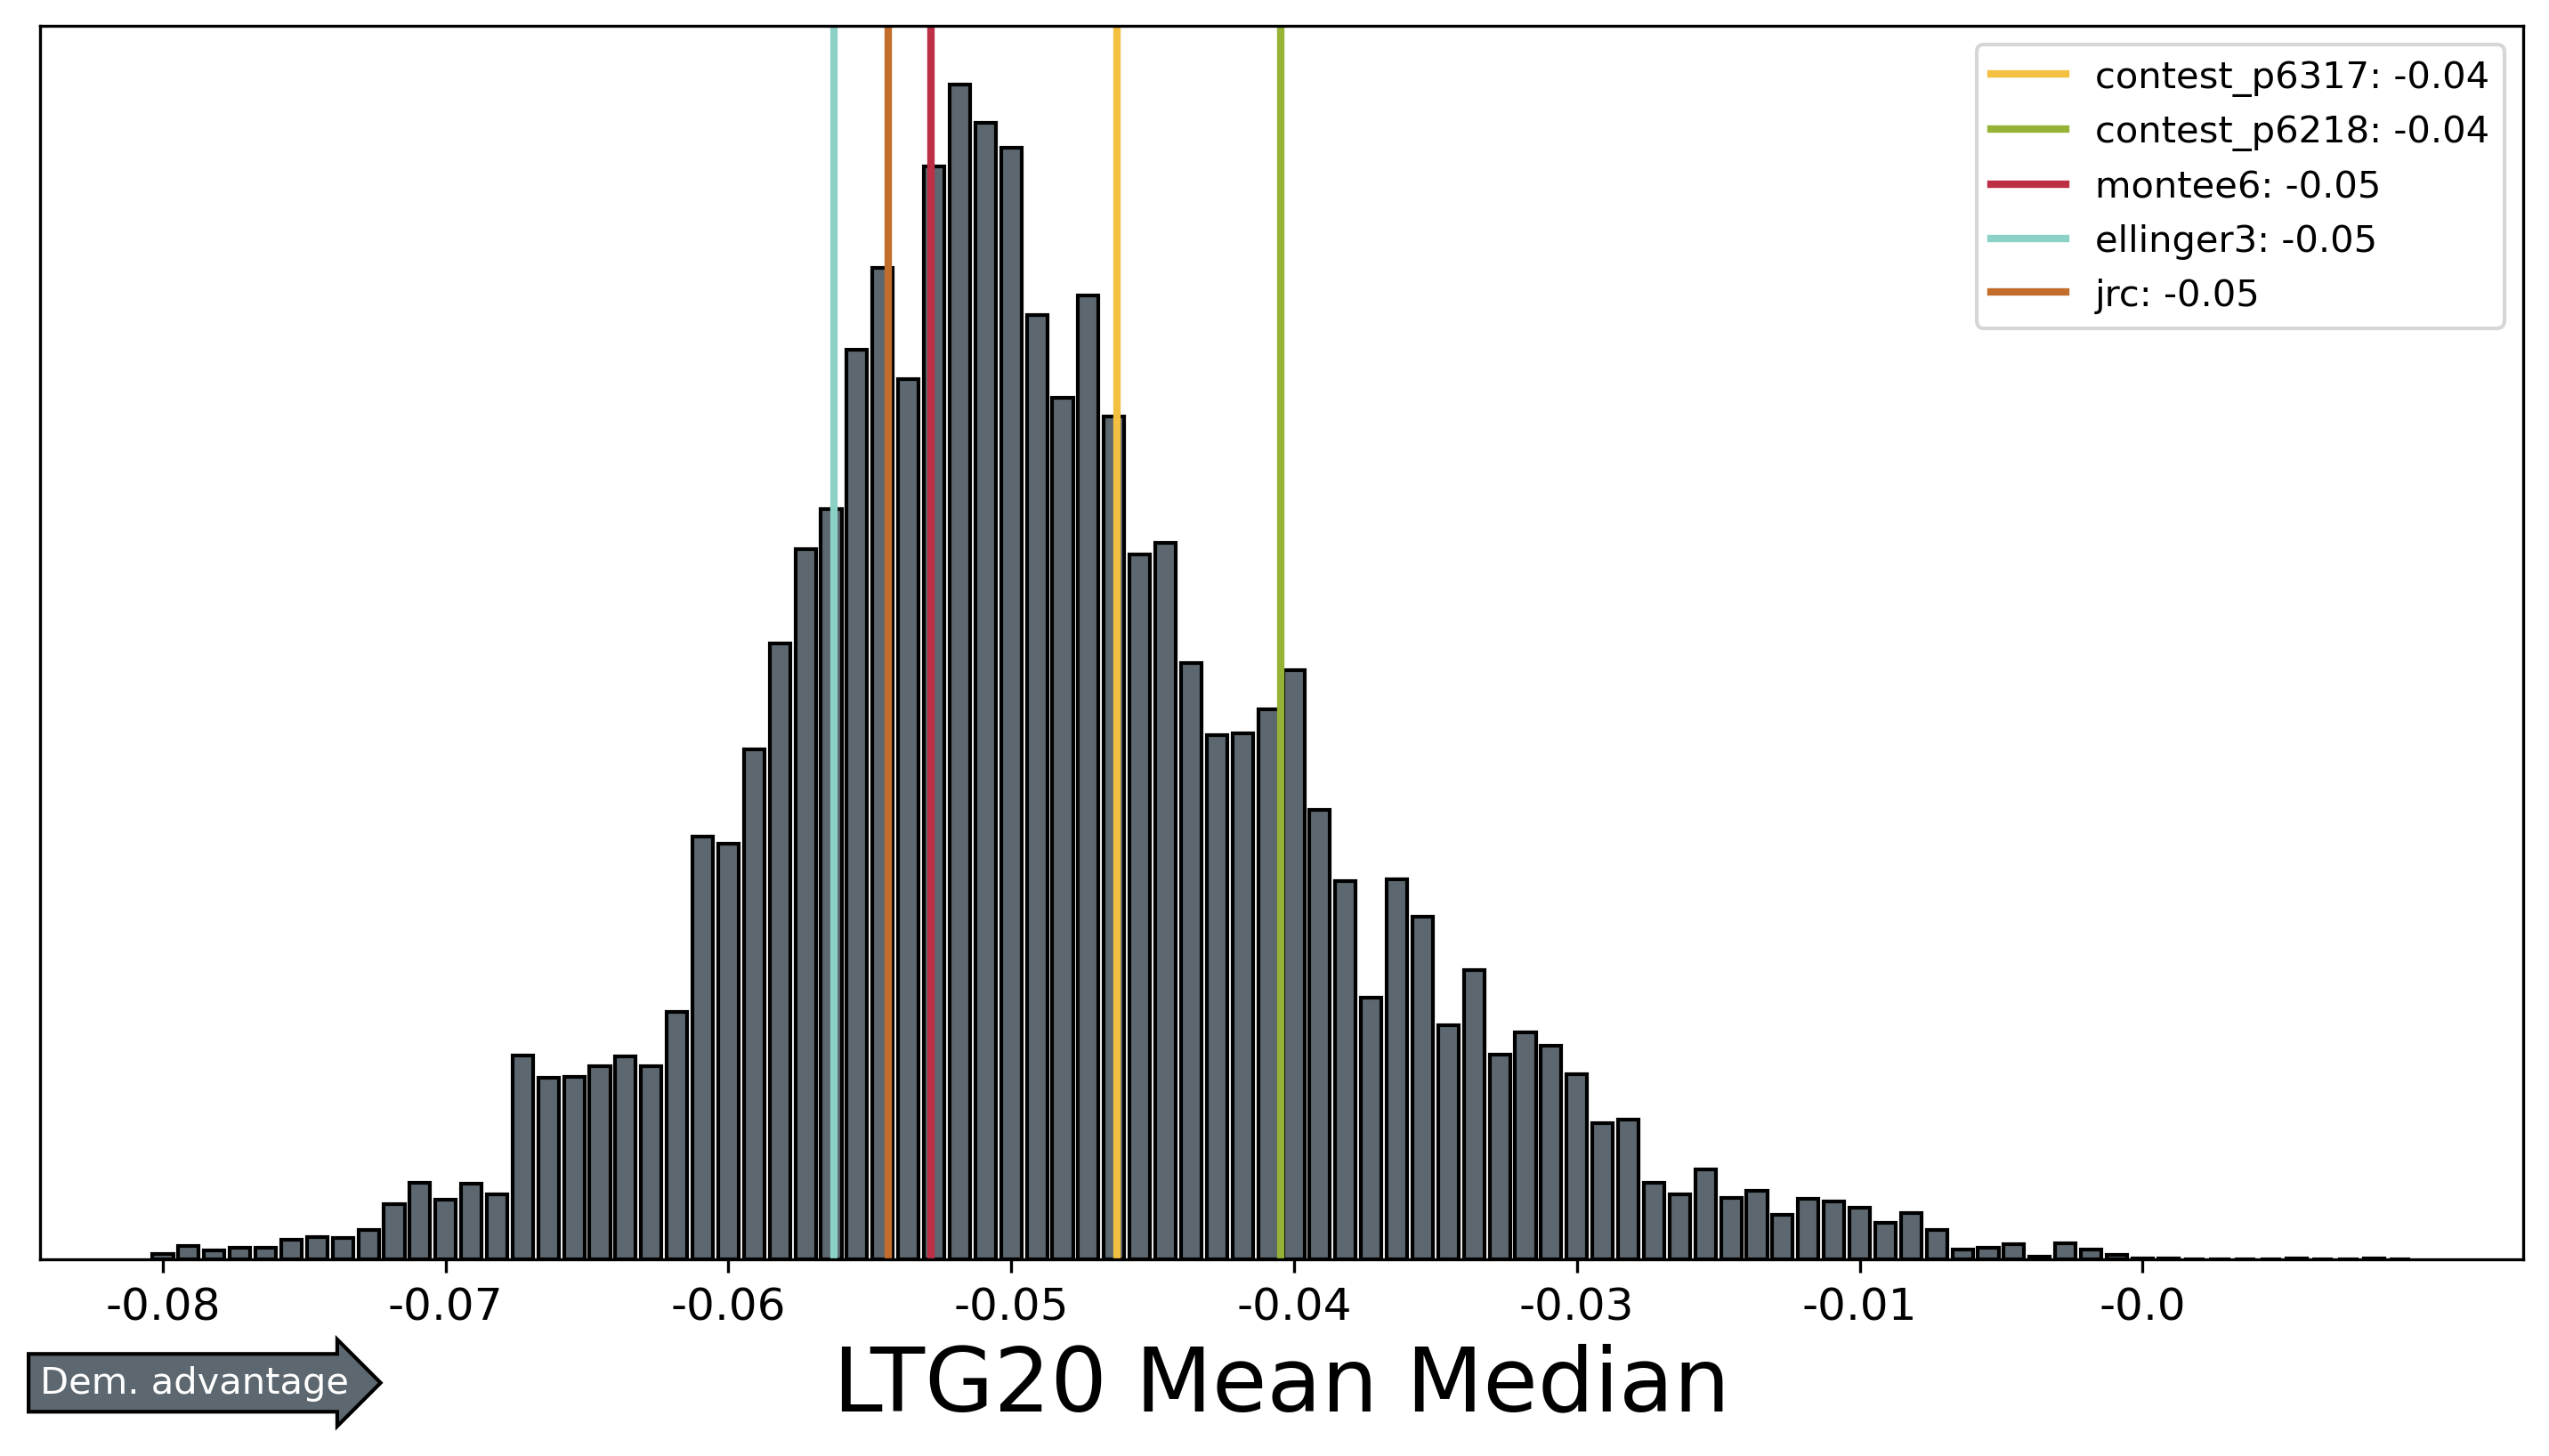 contest_p6317: -0.04
contest_p6218: -0.04
montee6: -0.05
ellinger3: -0.05
jrc: -0.05
-0.08 -0.07 -0.06 -0.05 -0.04 -0.03 -0.01 -0.0
Dem. advantage
LTG20 Mean Median